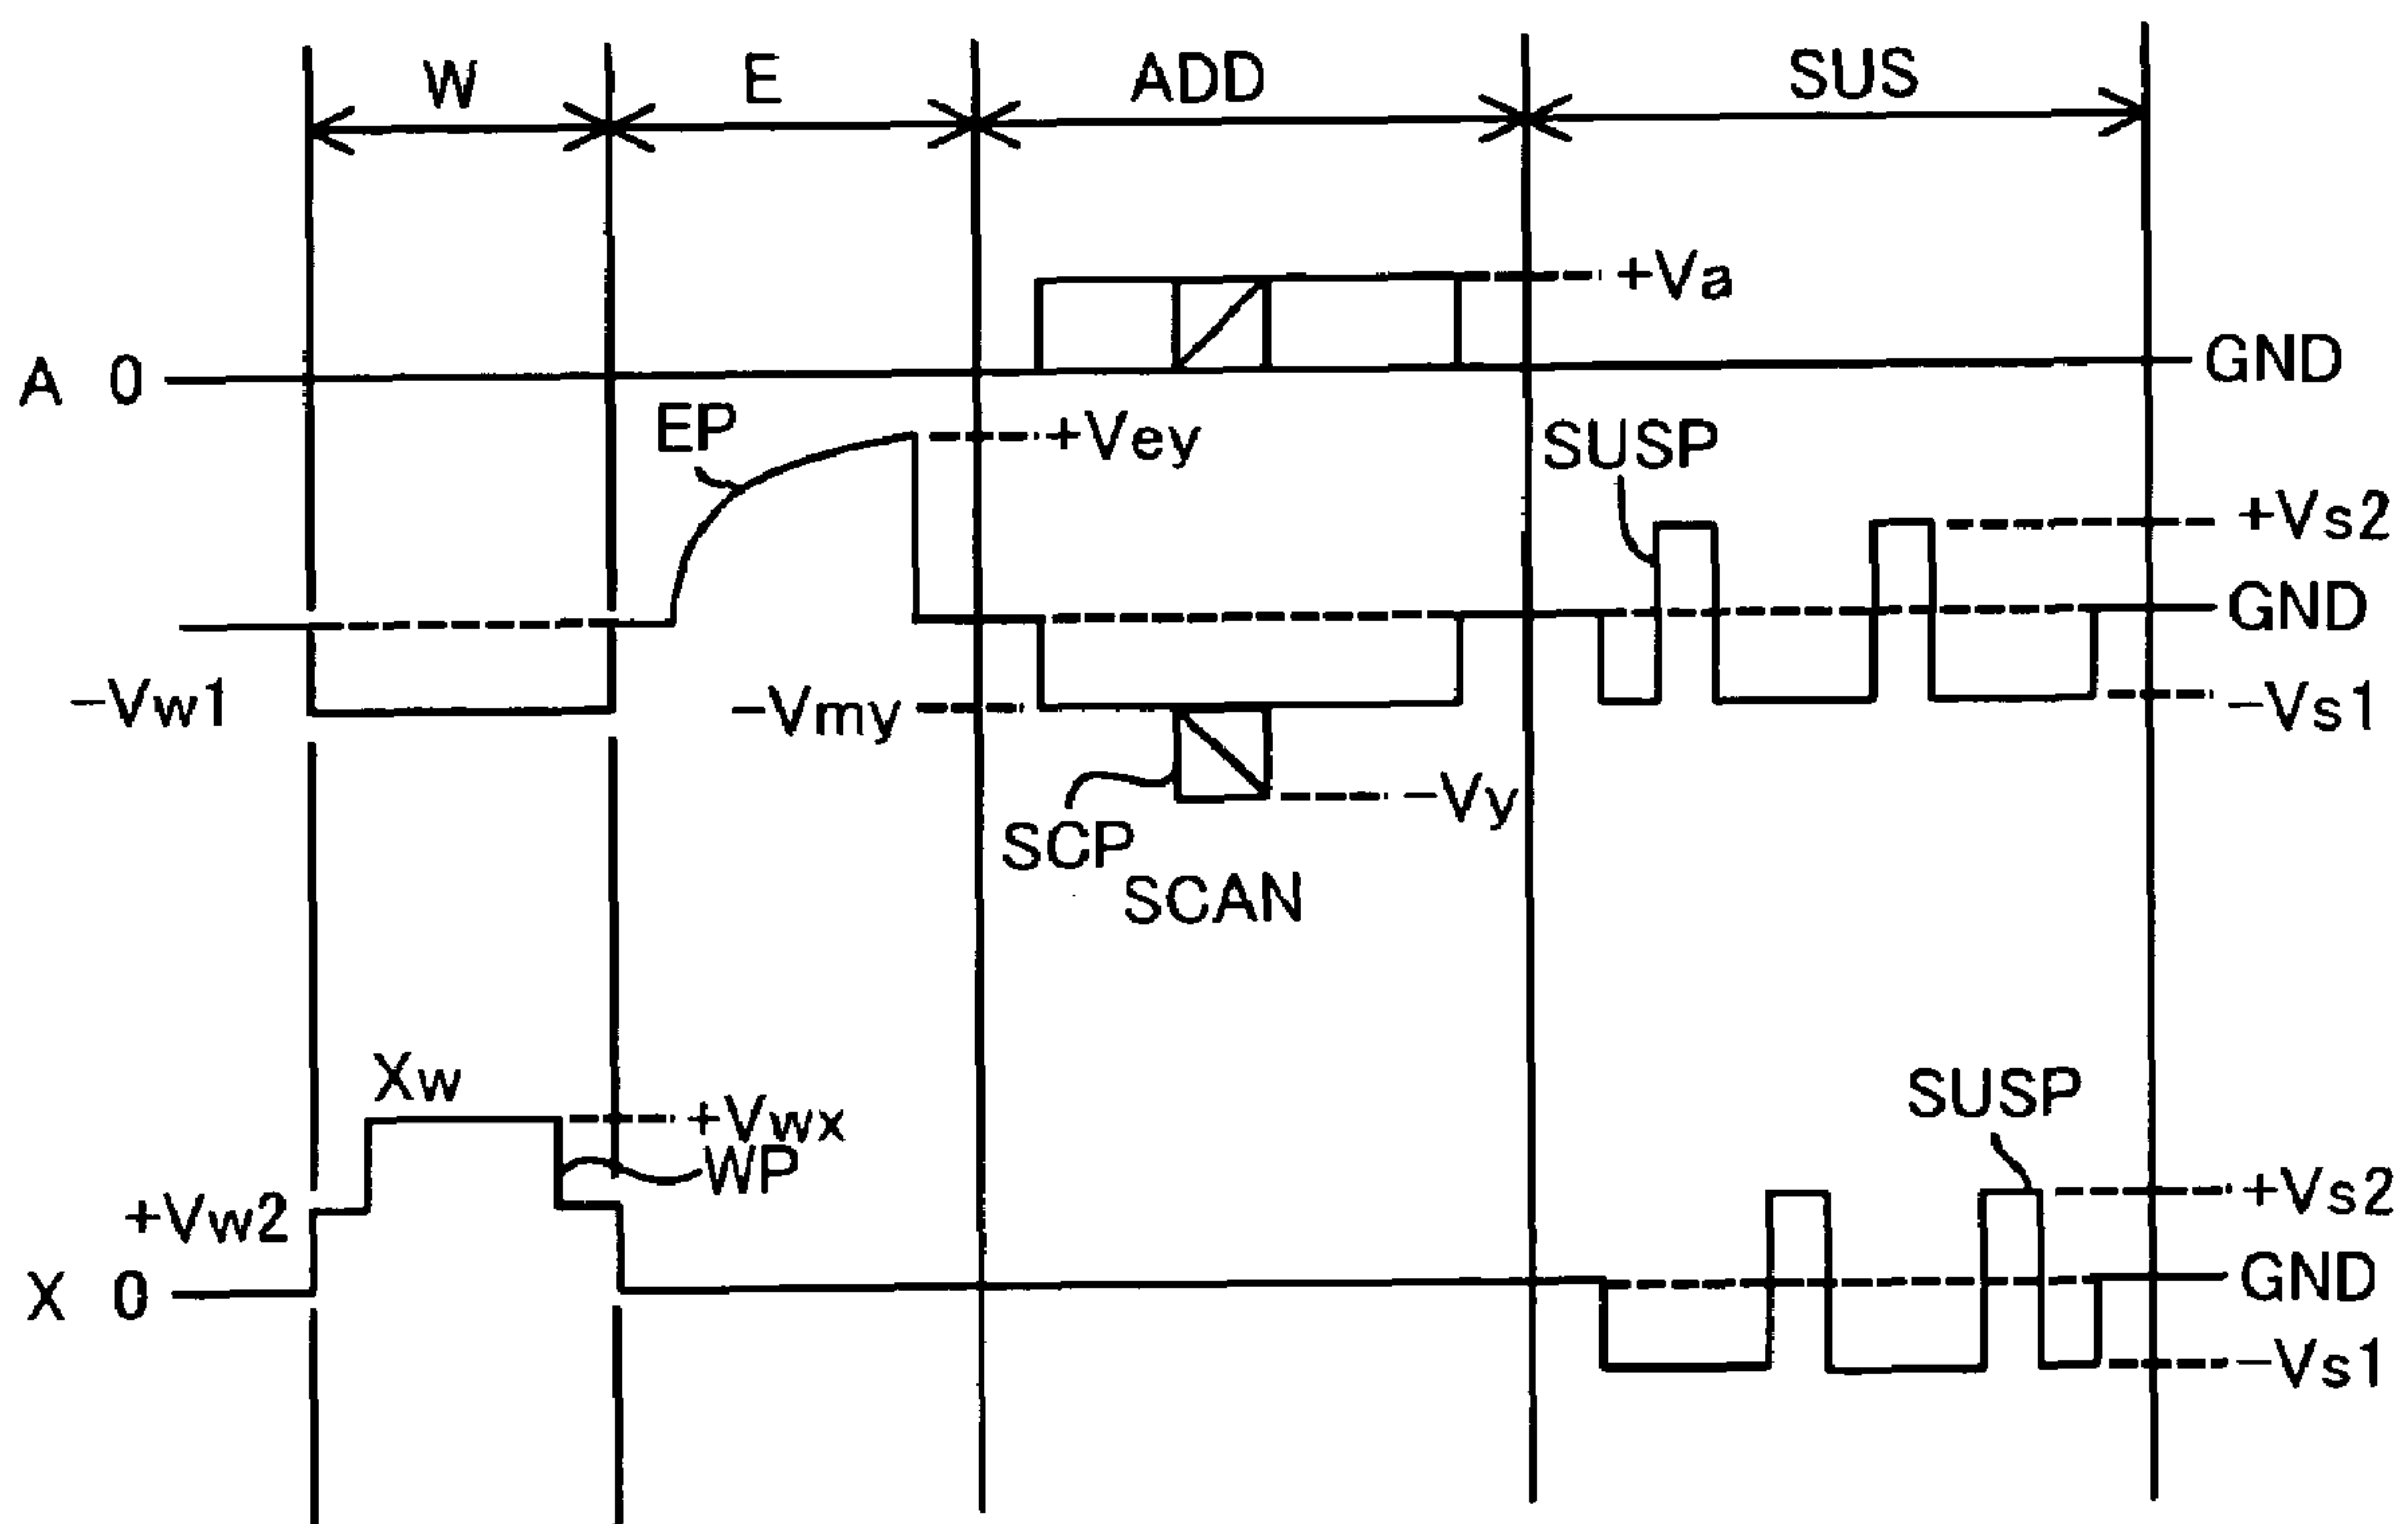 W E ADD SUS
+Va
A 0 GND
EP +Vey SUSP
+Vs2
GND
-Vw1 -Vmy -Vs1
-Vy
SCP
SCAN
Xw SUSP
+Vwx
WP
+Vw2 +Vs2
X 0 GND
-Vs1